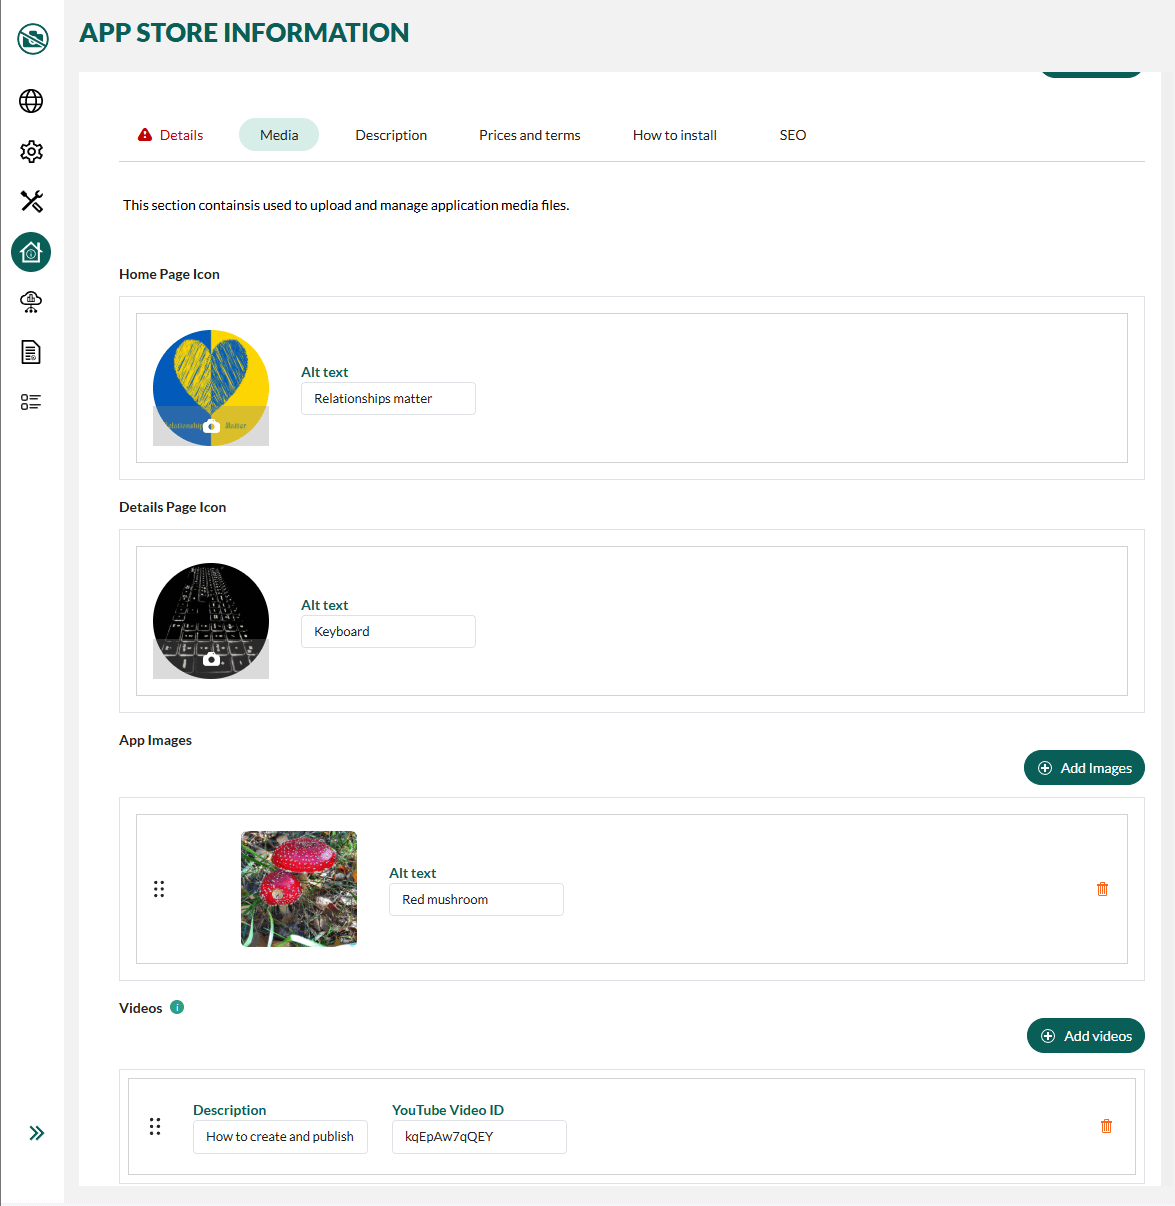 APP STORE INFORMATION
Details
Media
Description
Prices and terms
How to install
SEO
This section containsis used to upload and manage application media files.
Home Page Icon
Alt text
Relationships matter
Relationship Matter
Details Page Icon
Alt text
Keyboard
App Images
Add Images
Alt text
Red mushroom
Videos
Add videos
Description
YouTube Video ID
How to create and publish
kqEpAw7qQEY